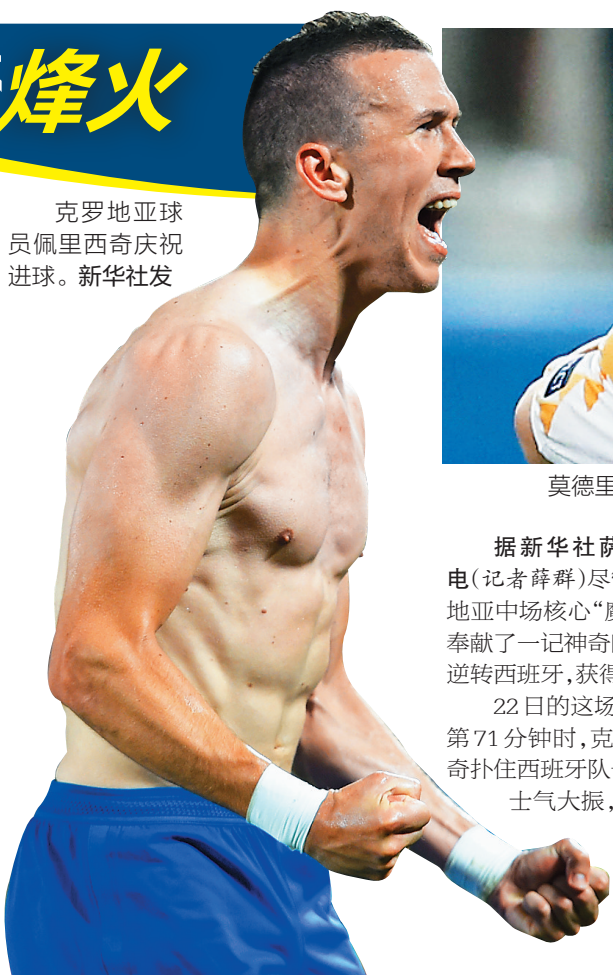 烽火
克罗地亚球
员佩里西奇庆祝
进球。新华社发
莫德里
据新华社萨
电(记者薛群)尽
地亚中场核心“魔
奉献了一记神奇
逆转西班牙,获得
22日的这场
第71分钟时,克
奇扑住西班牙队
士气大振,